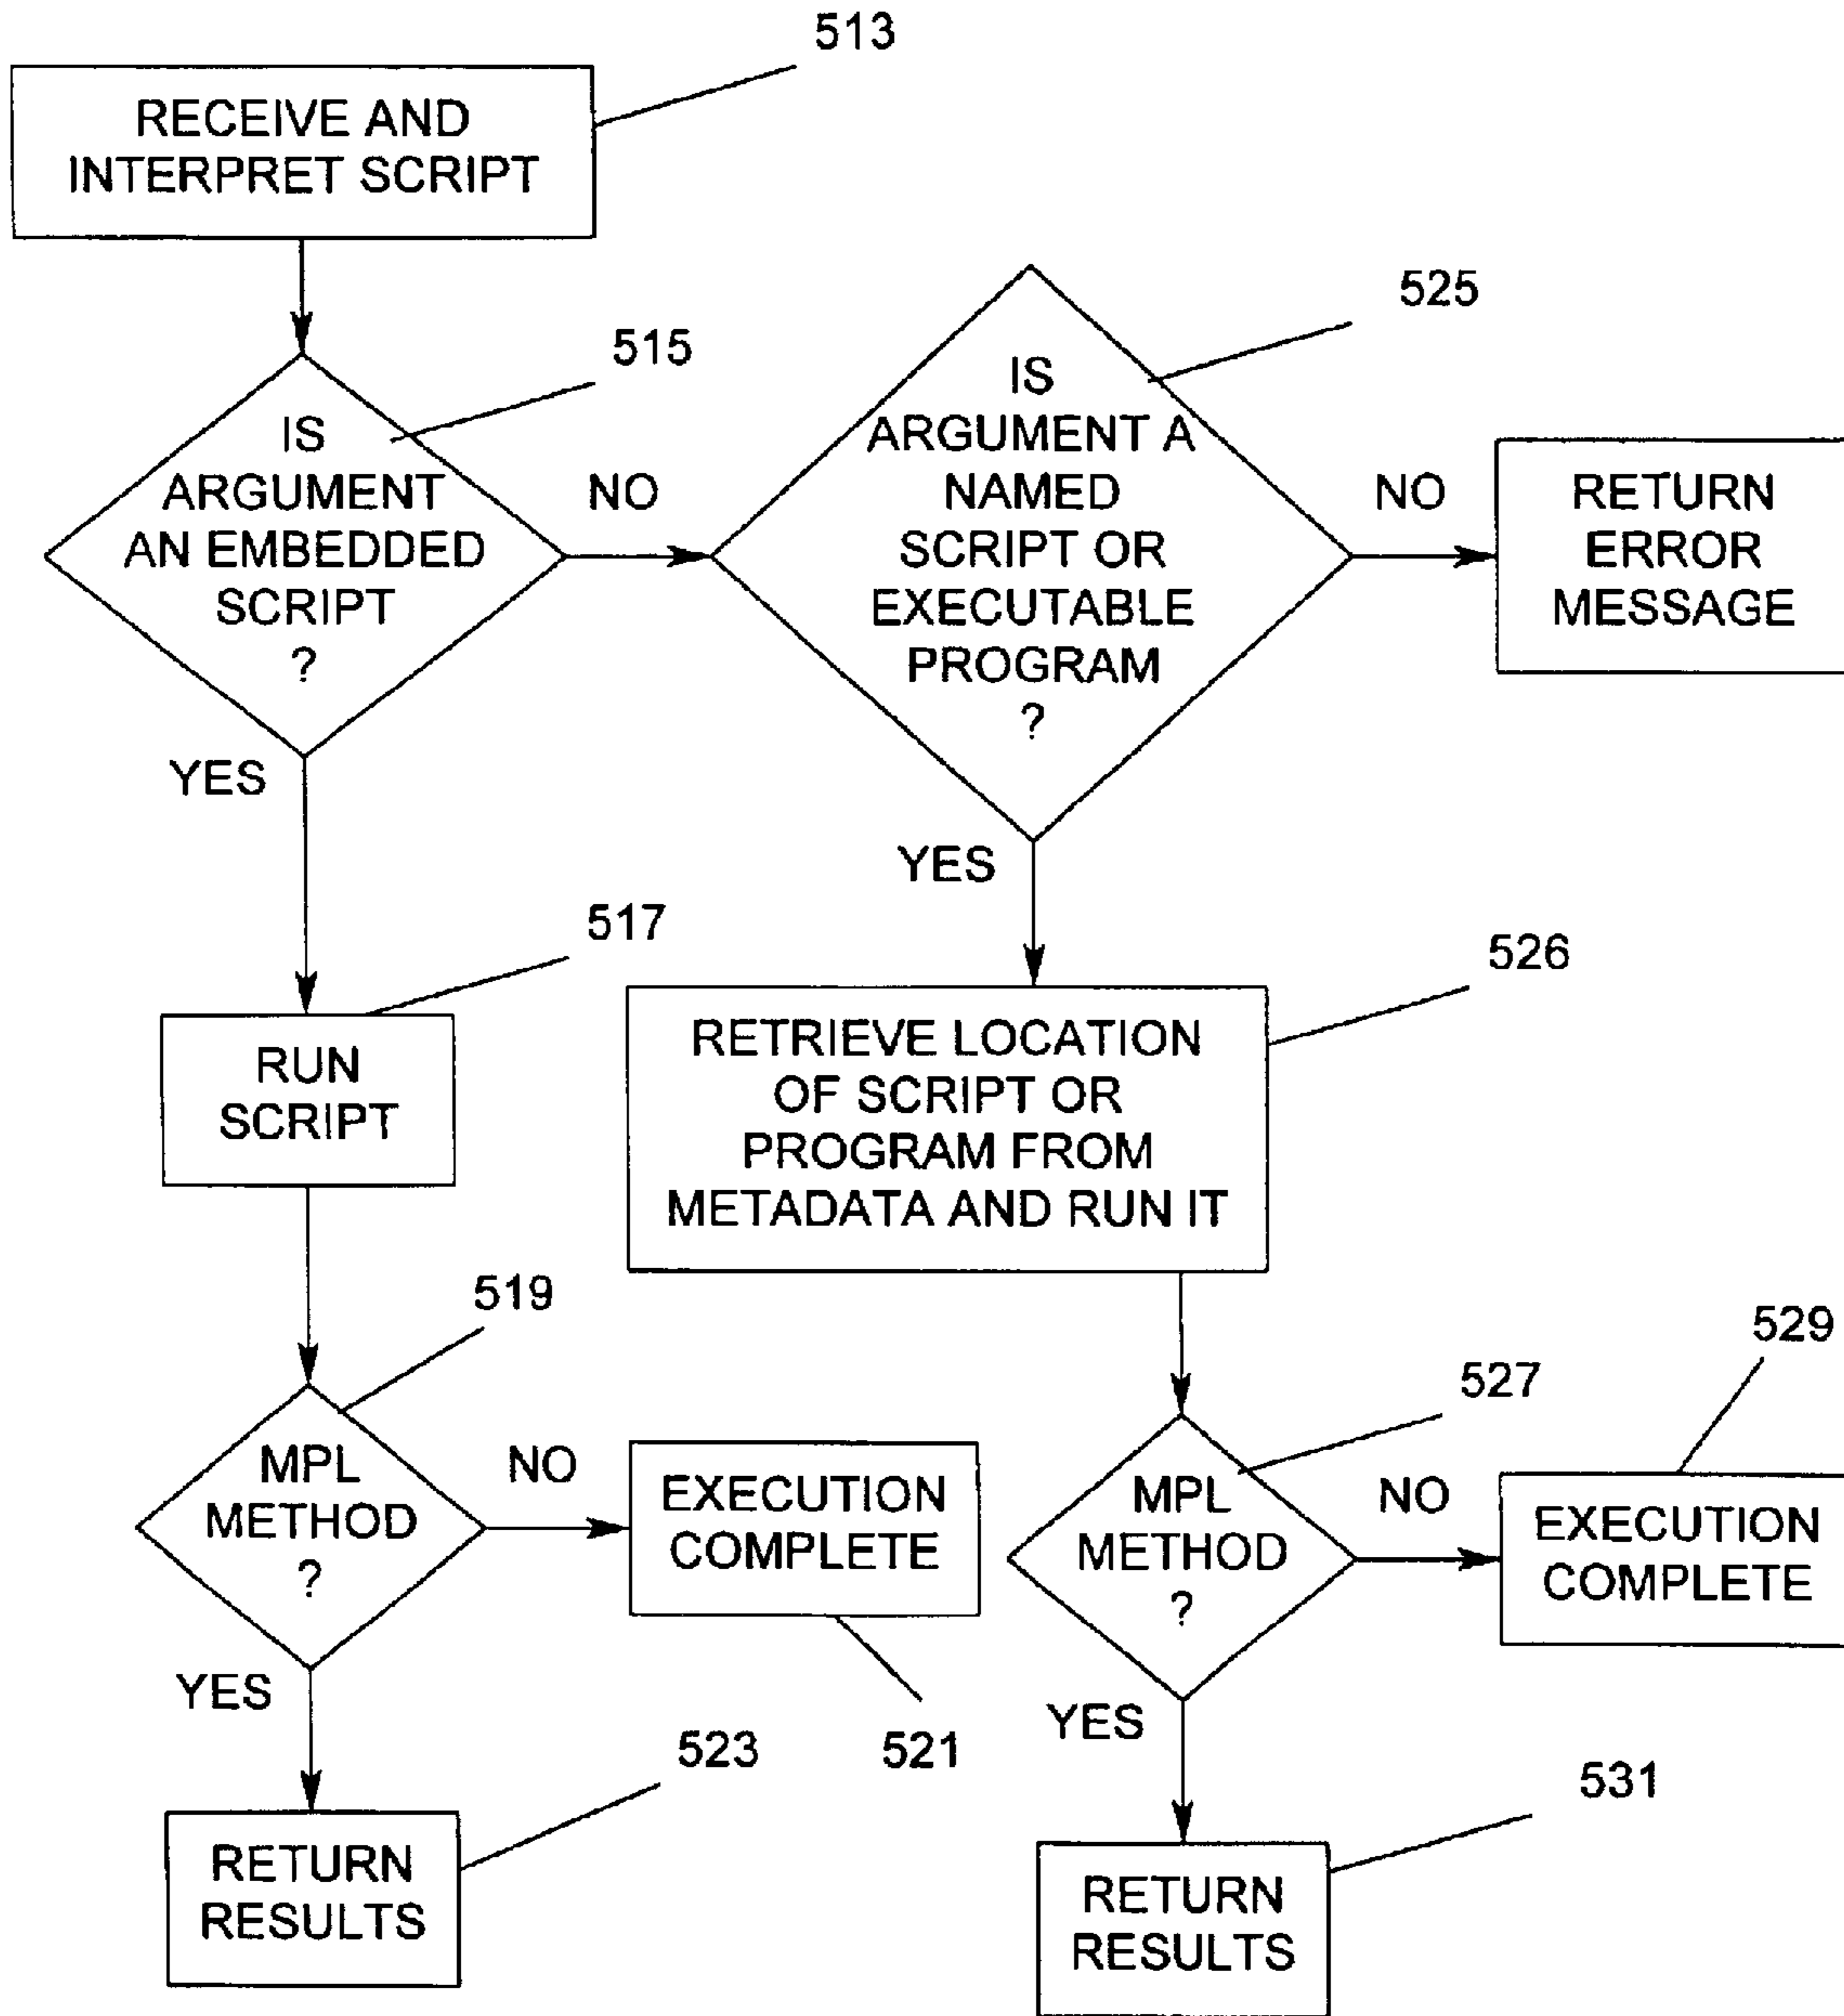 513
RECEIVE AND
INTERPRET SCRIPT
515
IS
ARGUMENT
AN EMBEDDED
SCRIPT
?
NO
YES
525
IS
ARGUMENT A
NAMED
SCRIPT OR
EXECUTABLE
PROGRAM
?
NO
RETURN
ERROR
MESSAGE
YES
517
RUN
SCRIPT
526
RETRIEVE LOCATION
OF SCRIPT OR
PROGRAM FROM
METADATA AND RUN IT
519
MPL
METHOD
?
NO
EXECUTION
COMPLETE
521
YES
523
RETURN
RESULTS
527
MPL
METHOD
?
NO
529
EXECUTION
COMPLETE
YES
531
RETURN
RESULTS